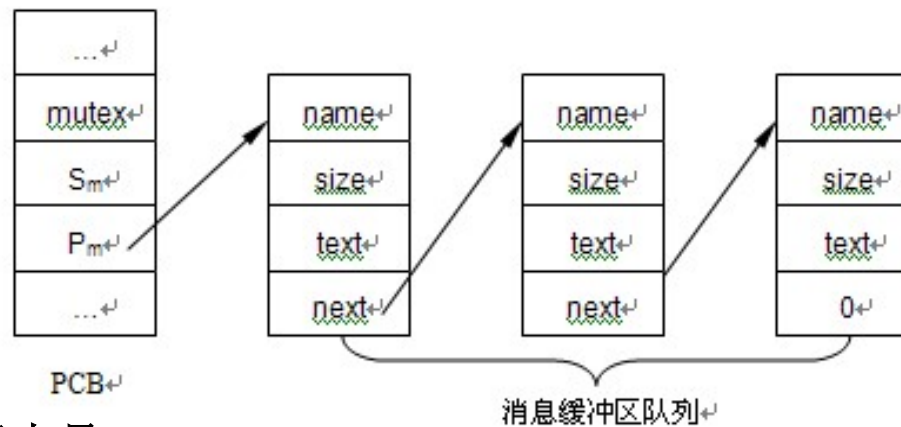 ...
mutex
Sm
Pm
...
PCB
name
size
text
next
name
size
text
next
name
size
text
0
消息缓冲区队列